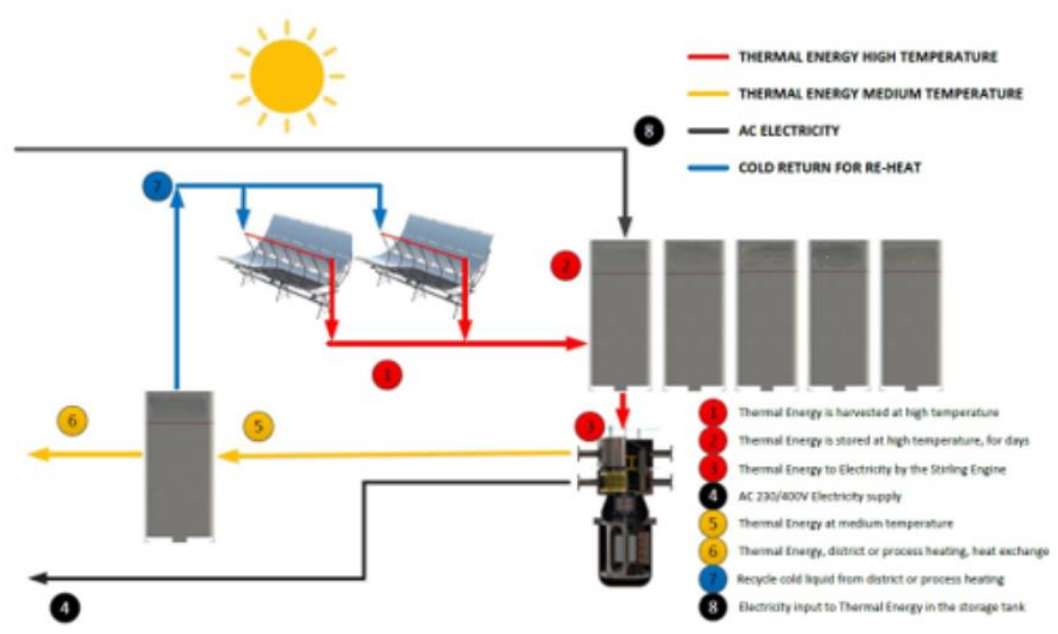 THERMAL ENERGY HIGH TEMPERATURE
THERMAL ENERGY MEDIUM TEMPERATURE
8
AC ELECTRICITY
COLD RETURN FOR RE-HEAT
7
2
1
6
5
3
1 Thermal Energy is harvested at high temperature
2 Thermal Energy is stored at high temperature, for days
3 Thermal Energy to Electricity by the Stirling Engine
4 AC 230/400V Electricity supply
5 Thermal Energy at medium temperature
6 Thermal Energy, district or process heating, heat exchange
7 Recycle cold liquid from district or process heating
8 Electricity input to Thermal Energy in the storage tank
4